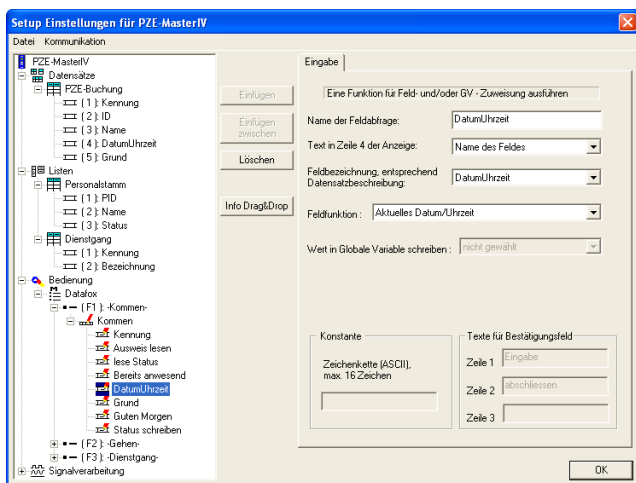 Setup Einstellungen für PZE-MasterIV
Datei Kommunikation
PZE-MasterIV
Datensätze
PZE-Buchung
( 1 ): Kennung
( 2 ): ID
( 3 ): Name
( 4 ): DatumUhrzeit
( 5 ): Grund
Listen
Personalstamm
( 1 ): PID
( 2 ): Name
( 3 ): Status
Dienstgang
( 1 ): Kennung
( 2 ): Bezeichnung
Bedienung
Datafox
( F1 ): -Kommen-
Kommen
Kennung
Ausweis lesen
lese Status
Bereits anwesend
DatumUhrzeit
Grund
Guten Morgen
Status schreiben
( F2 ): -Gehen-
( F3 ): -Dienstgang-
Signalverarbeitung
Einfügen
Einfügen
zwischen
Löschen
Info Drag&Drop
Eingabe
Eine Funktion für Feld- und/oder GV - Zuweisung ausführen
Name der Feldabfrage: DatumUhrzeit
Text in Zeile 4 der Anzeige: Name des Feldes
Feldbezeichnung, entsprechend
Datensatzbeschreibung: DatumUhrzeit
Feldfunktion : Aktuelles Datum/Uhrzeit
Wert in Globale Variable schreiben : nicht gewählt
Konstante
Zeichenkette (ASCII),
max. 16 Zeichen
Texte für Bestätigungsfeld
Zeile 1 Eingabe
Zeile 2 abschliessen
Zeile 3
OK